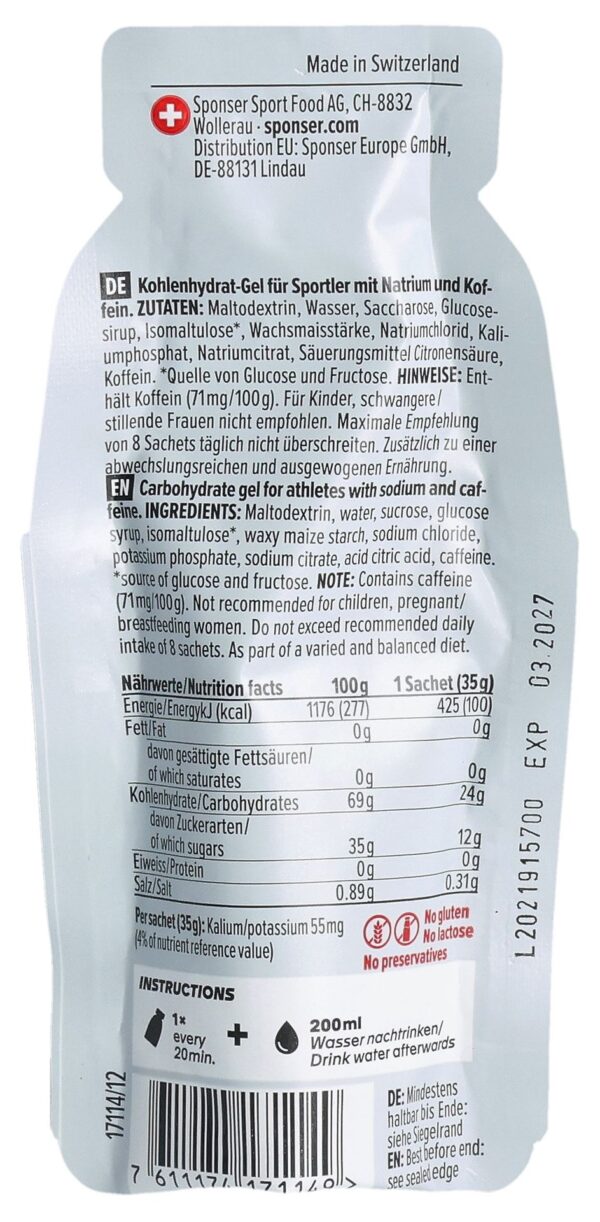 Made in Switzerland
Sponser Sport Food AG, CH-8832
Wollerau · sponser.com
Distribution EU: Sponser Europe GmbH,
DE-88131 Lindau
DE Kohlenhydrat-Gel für Sportler mit Natrium und Kof-
fein. ZUTATEN: Maltodextrin, Wasser, Saccharose, Glucose-
sirup, Isomaltulose*, Wachsmaisstärke, Natriumchlorid, Kali-
umphosphat, Natriumcitrat, Säuerungsmittel Citronensäure,
Koffein. *Quelle von Glucose und Fructose. HINWEISE: Ent-
hält Koffein (71mg/100g). Für Kinder, schwangere/
stillende Frauen nicht empfohlen. Maximale Empfehlung
von 8 Sachets täglich nicht überschreiten. Zusätzlich zu einer
abwechslungsreichen und ausgewogenen Ernährung.
EN Carbohydrate gel for athletes with sodium and caf-
feine. INGREDIENTS: Maltodextrin, water, sucrose, glucose
syrup, isomaltulose*, waxy maize starch, sodium chloride,
potassium phosphate, sodium citrate, acid citric acid, caffeine.
*source of glucose and fructose. NOTE: Contains caffeine
(71mg/100g). Not recommended for children, pregnant/
breastfeeding women. Do not exceed recommended daily
intake of 8 sachets. As part of a varied and balanced diet.
Nährwerte/Nutrition facts 100g 1 Sachet (35g)
Energie/EnergykJ (kcal) 1176 (277) 425 (100)
Fett/Fat 0g 0g
davon gesättigte Fettsäuren/
of which saturates 0g 0g
Kohlenhydrate/Carbohydrates 69g 24g
davon Zuckerarten/
of which sugars 35g 12g
Eiweiss/Protein 0g 0g
Salz/Salt 0.89g 0.31g
Per sachet (35g): Kalium/potassium 55mg
(4% of nutrient reference value)
No gluten
No lactose
No preservatives
INSTRUCTIONS
1x
every
20min.
+
200ml
Wasser nachtrinken/
Drink water afterwards
17114/12
7 611174 171149 >
DE: Mindestens
haltbar bis Ende:
siehe Siegelrand
EN: Best before end:
see sealed edge
L2021915700 EXP 03.2027